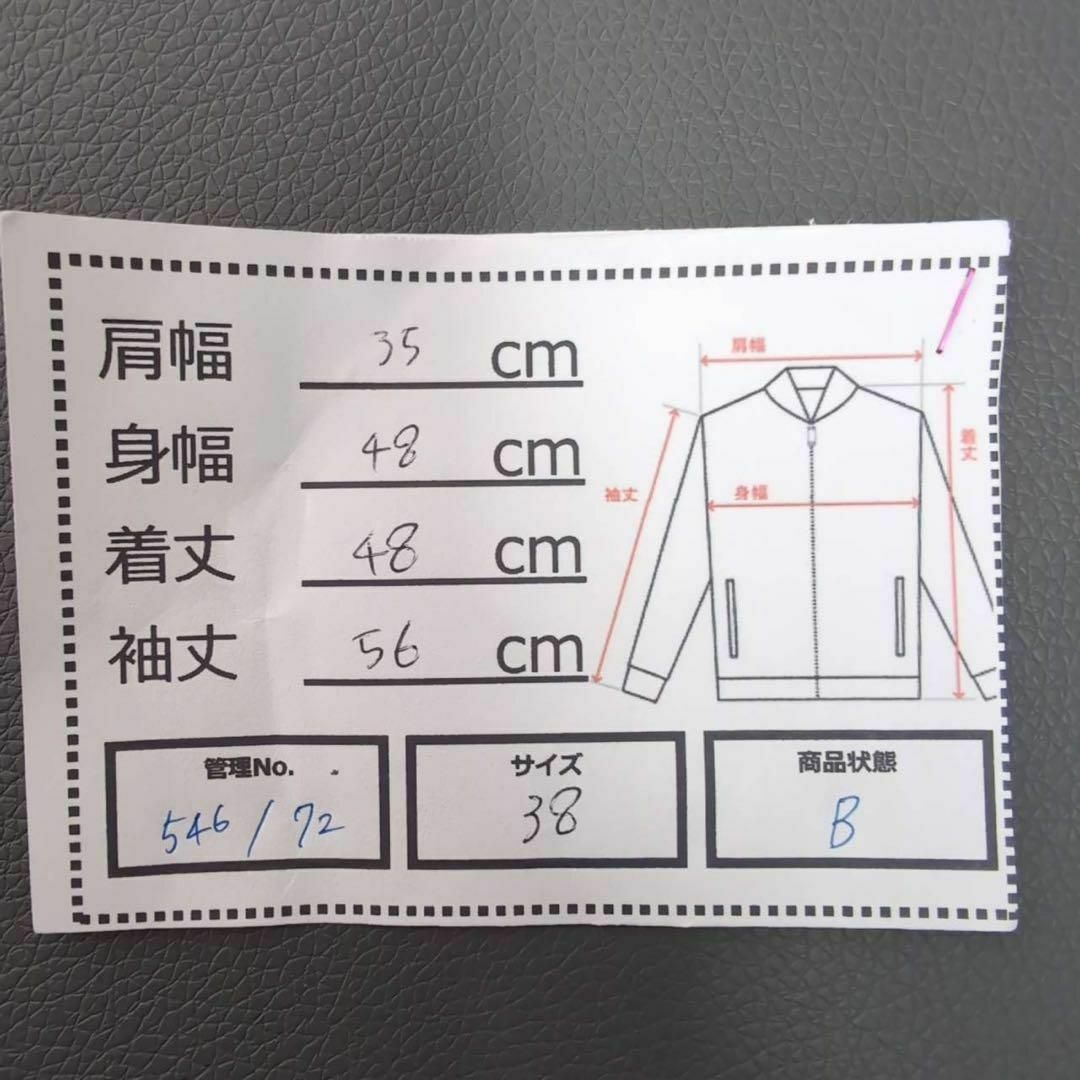 肩幅 35 cm
身幅 48 cm
着丈 48 cm
袖丈 56 cm
肩幅
着丈
袖丈
身幅
管理No.
546/72
サイズ
38
商品状態
B